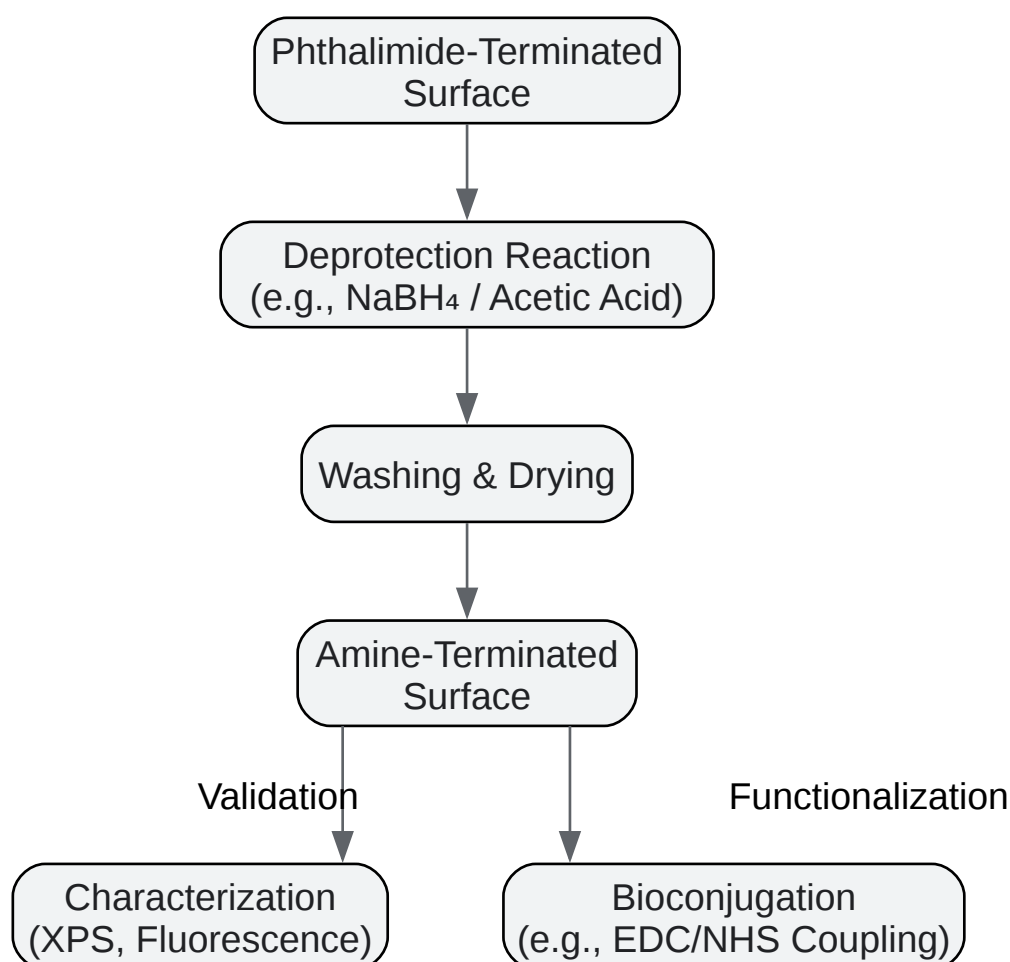 Phthalimide-Terminated
Surface
Deprotection Reaction
(e.g., NaBH₄ / Acetic Acid)
Washing & Drying
Amine-Terminated
Surface
Validation
Functionalization
Characterization
(XPS, Fluorescence)
Bioconjugation
(e.g., EDC/NHS Coupling)